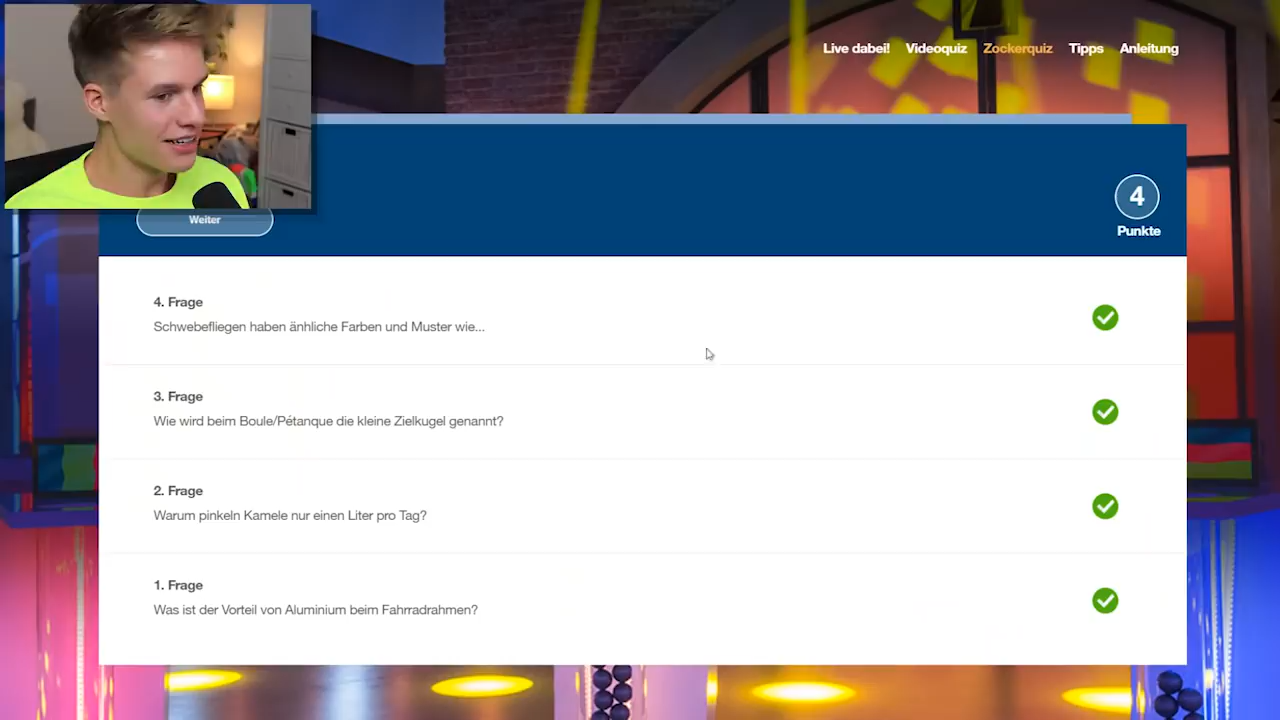 Live dabei! Videoquiz Zockerquiz Tipps Anleitung
4
Punkte
Weiter
4. Frage
Schwebefliegen haben änhliche Farben und Muster wie...
3. Frage
Wie wird beim Boule/Pétanque die kleine Zielkugel genannt?
2. Frage
Warum pinkeln Kamele nur einen Liter pro Tag?
1. Frage
Was ist der Vorteil von Aluminium beim Fahrradrahmen?